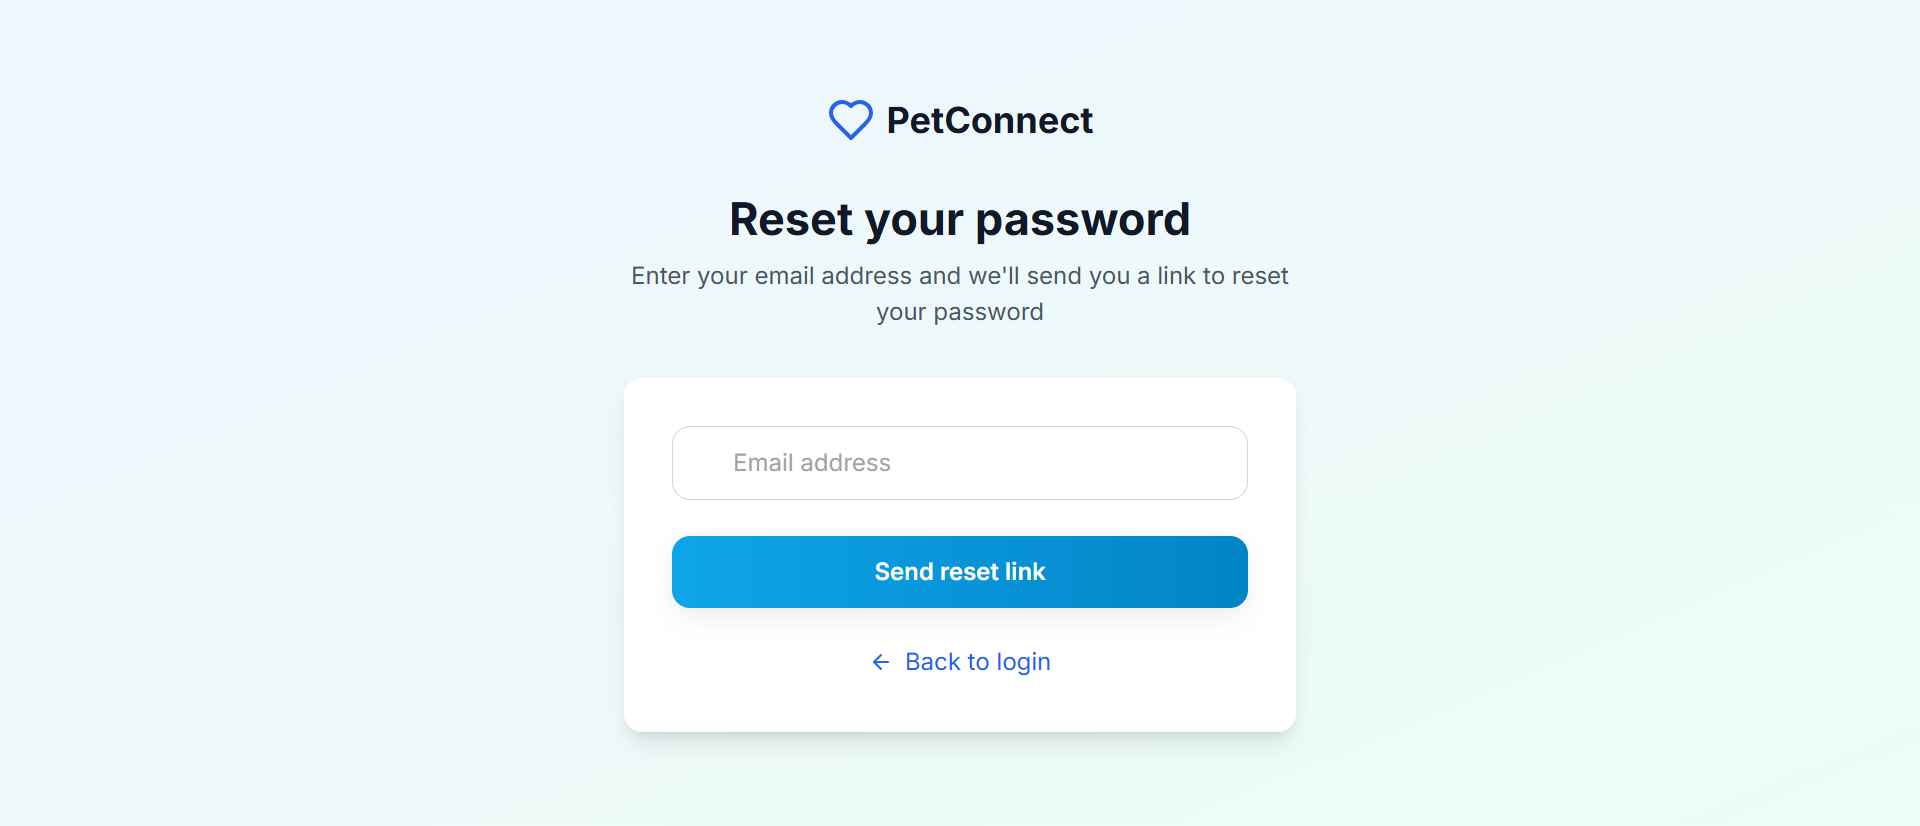 PetConnect
Reset your password
Enter your email address and we'll send you a link to reset
your password
Email address
Send reset link
Back to login